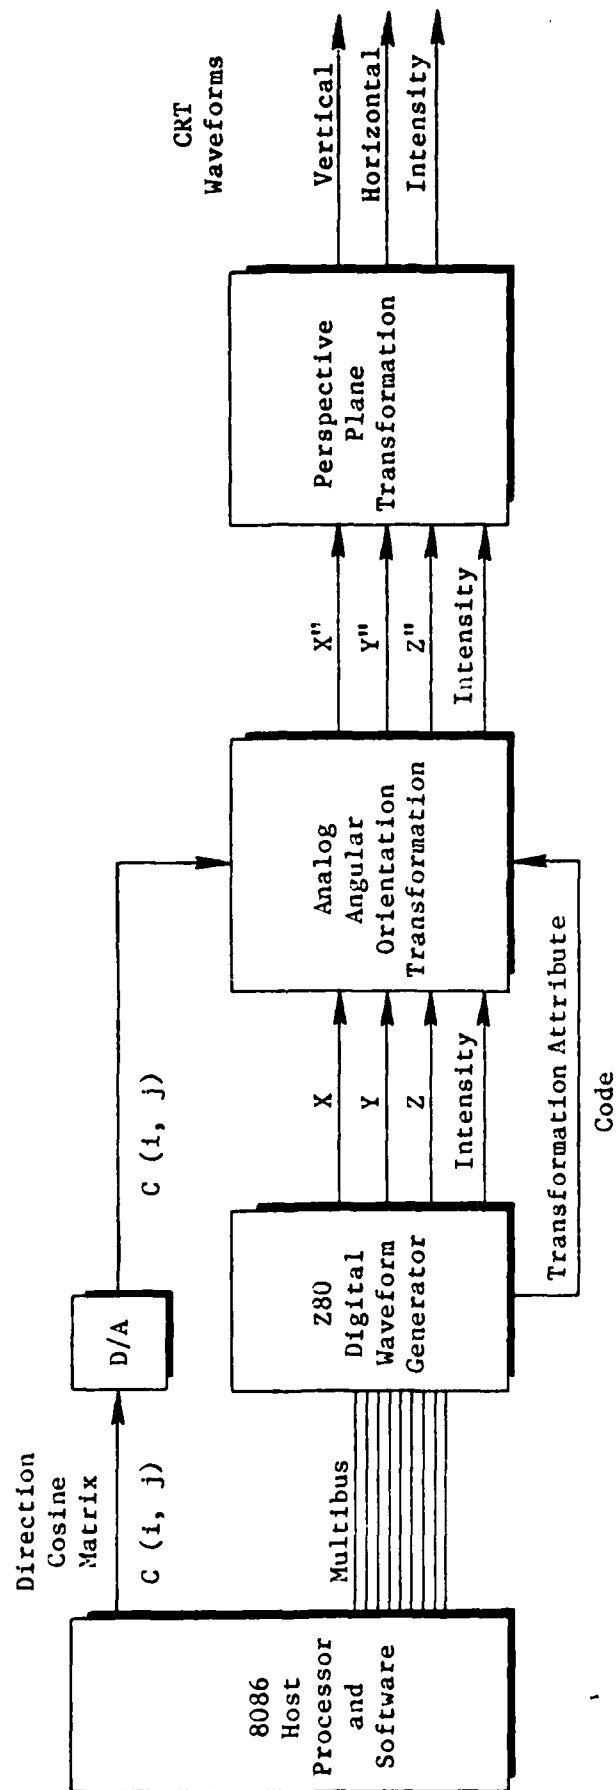 8086
Host
Processor
and
Software
Direction
Cosine
Matrix
C (i, j)
D/A
C (i, j)
Multibus
Z80
Digital
Waveform
Generator
X
Y
Z
Intensity
Transformation Attribute
Code
Analog
Angular
Orientation
Transformation
X"
Y"
Z"
Intensity
Perspective
Plane
Transformation
CRT
Waveforms
Vertical
Horizontal
Intensity